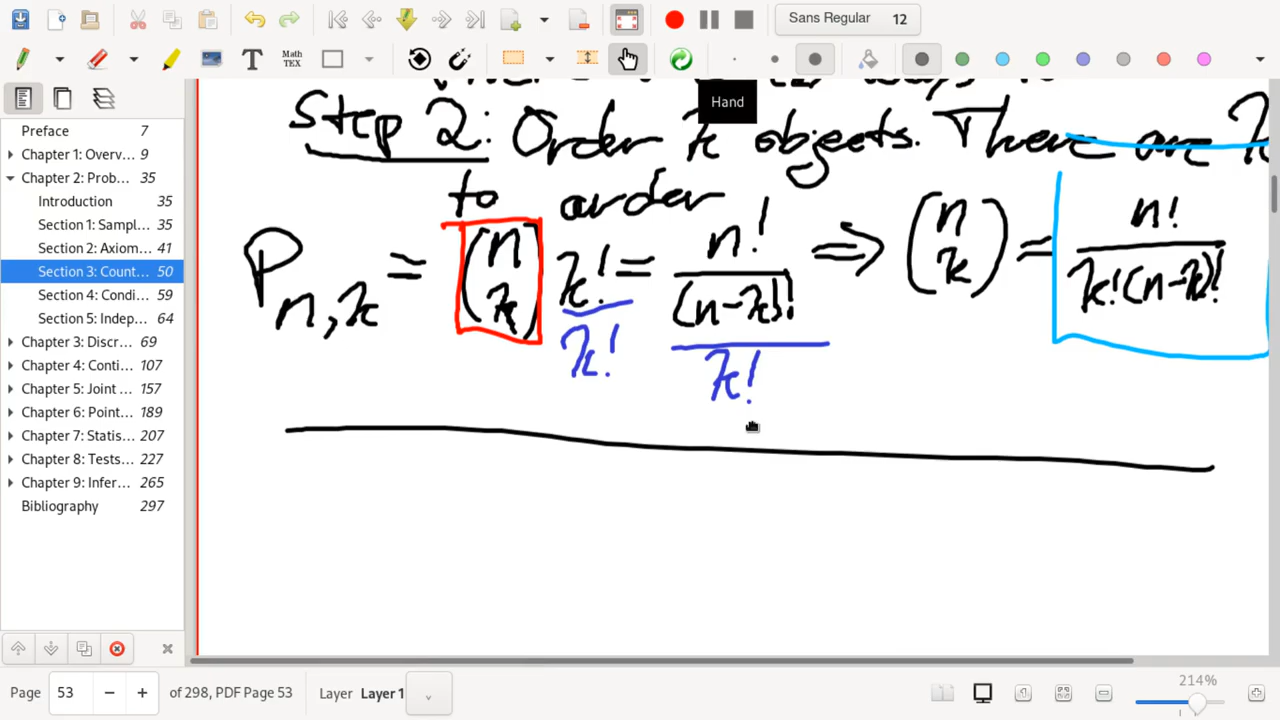 Sans Regular 12
Math
TEX
Hand
Preface 7
Chapter 1: Overv... 9
Chapter 2: Prob... 35
Introduction 35
Section 1: Sampl... 35
Section 2: Axiom... 41
Section 3: Count... 50
Section 4: Condi... 59
Section 5: Indep... 64
Chapter 3: Discr... 69
Chapter 4: Conti... 107
Chapter 5: Joint ... 157
Chapter 6: Point... 189
Chapter 7: Statis... 207
Chapter 8: Tests... 227
Chapter 9: Infer... 265
Bibliography 297
Step 2: Order k objects. There are k
to order
P n,k = (n k) k! = n!/(n-k)! ⇒ (n k) = n!/k!(n-k)!
k! k!
Page 53 of 298, PDF Page 53 Layer Layer 1 214%